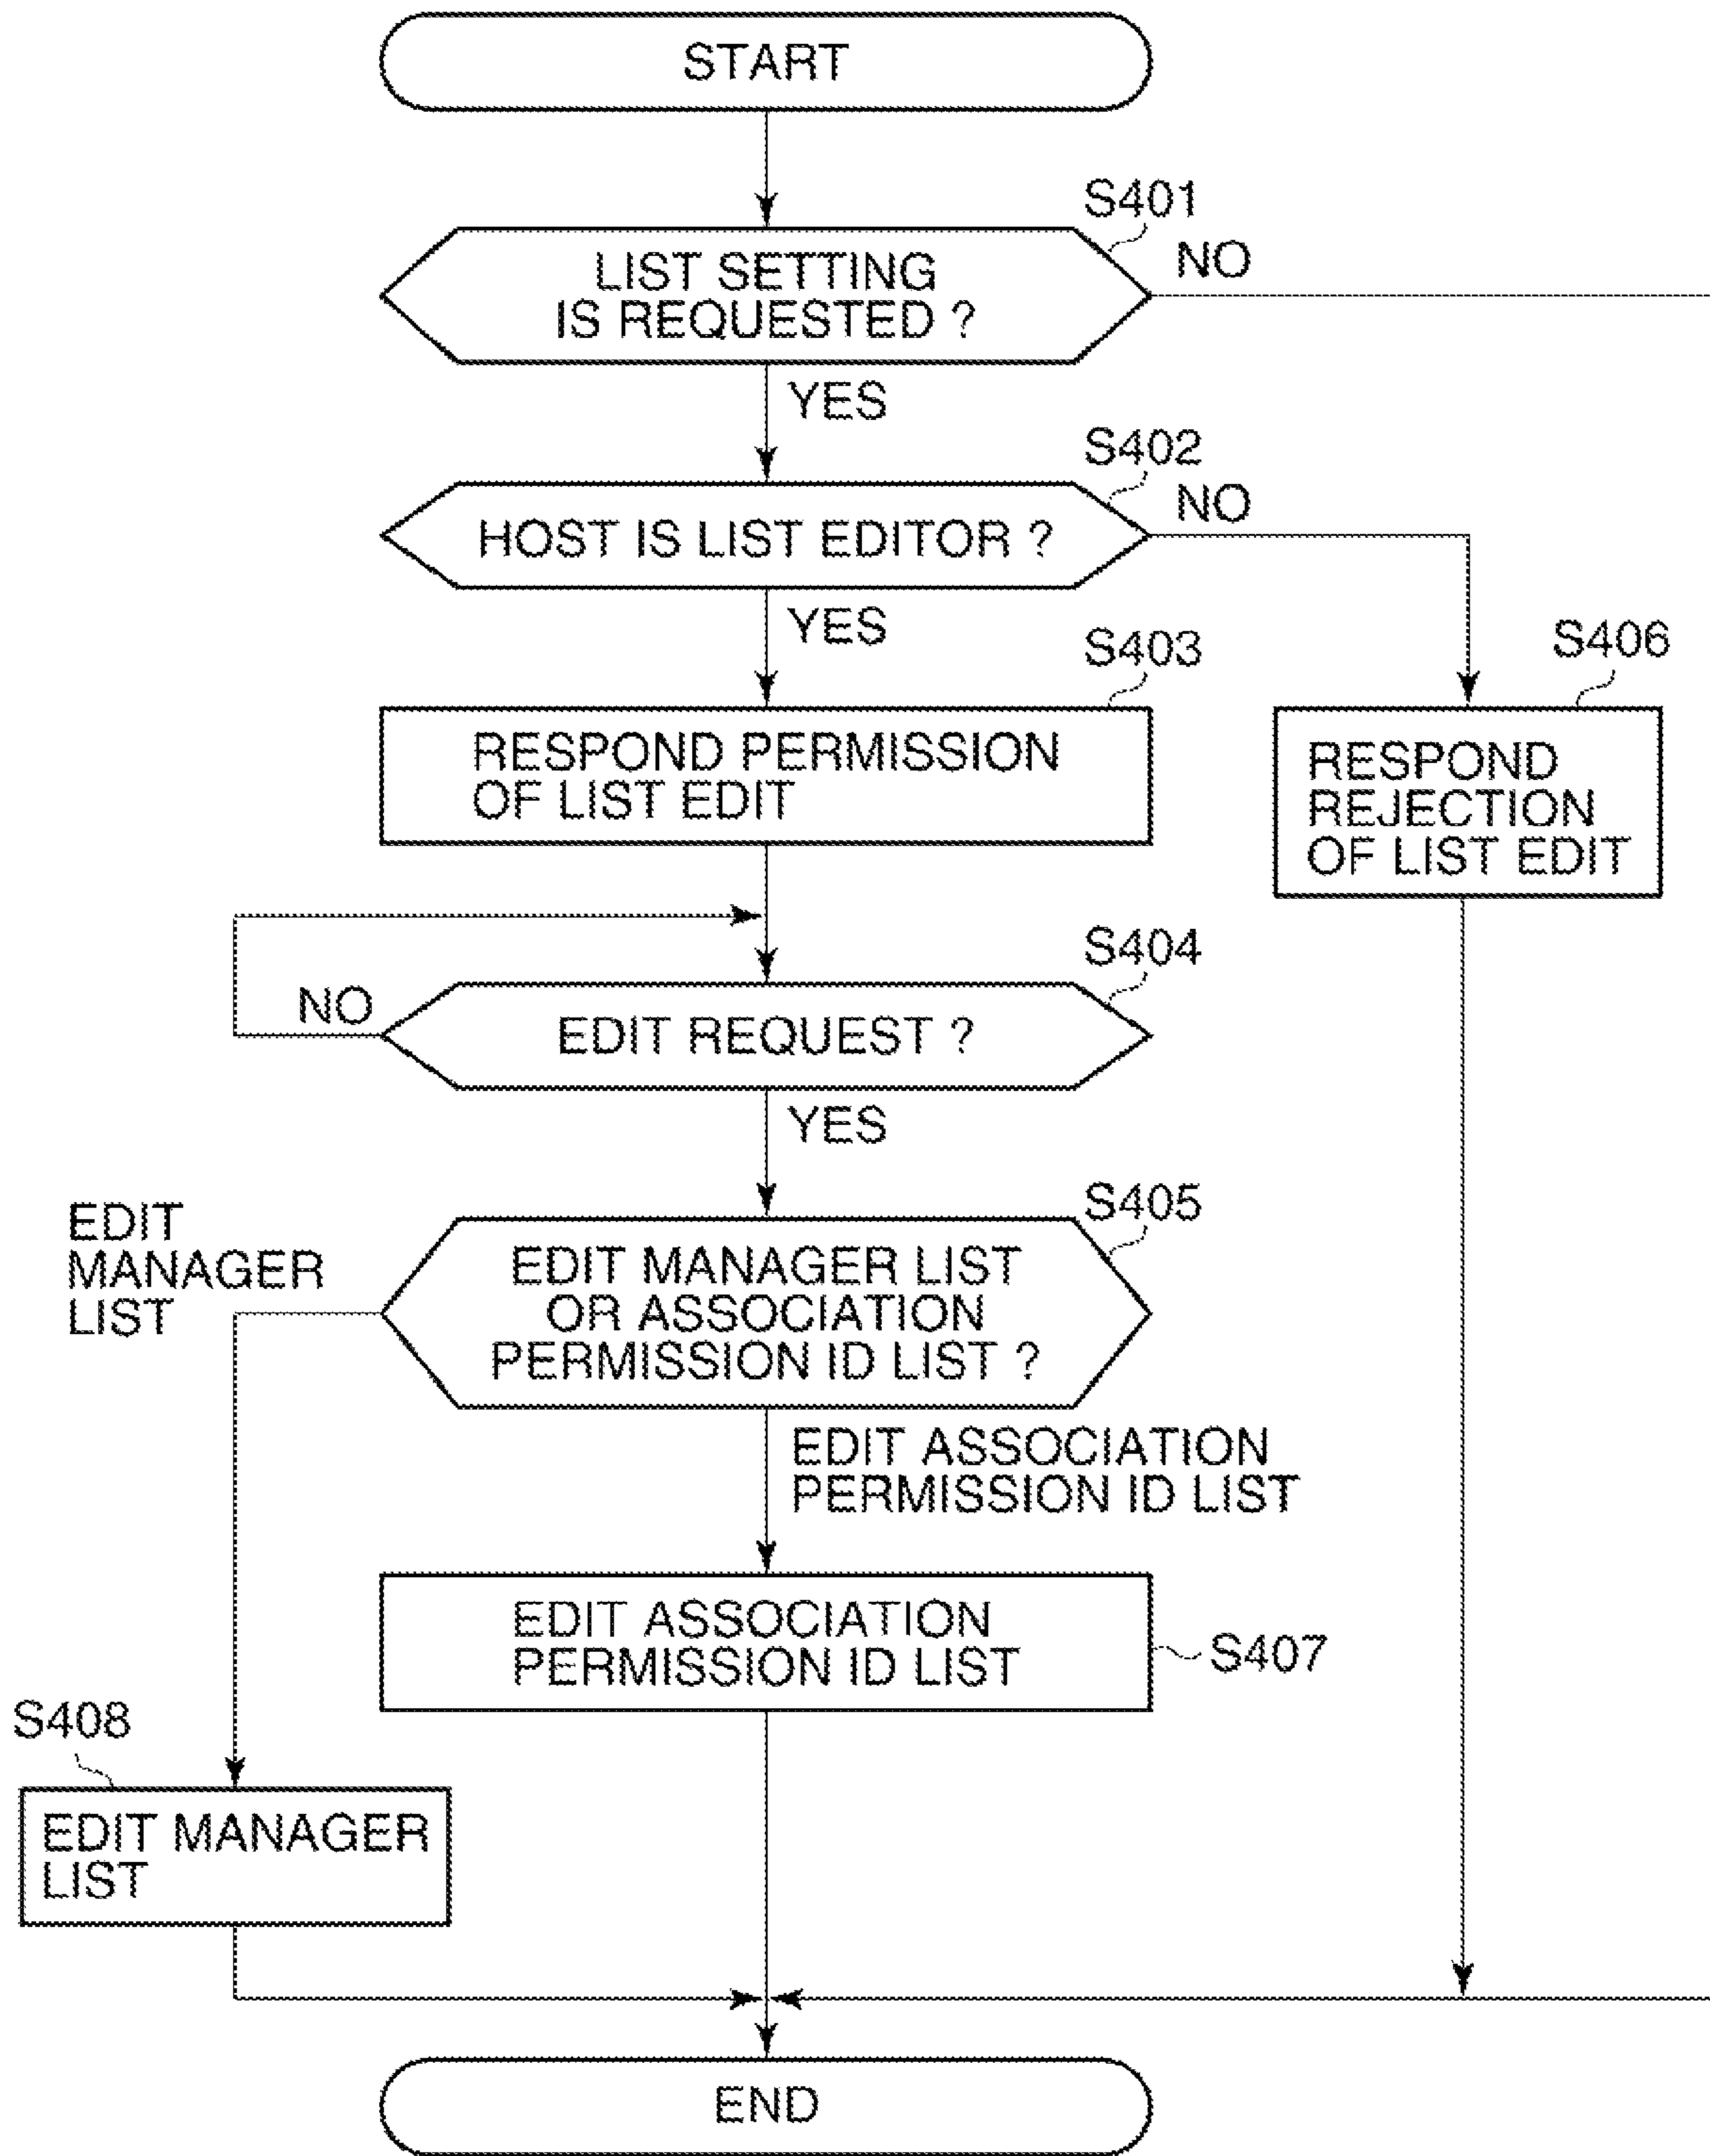 START
S401
LIST SETTING
IS REQUESTED ?
NO
YES
S402
HOST IS LIST EDITOR ?
NO
YES
S403
RESPOND PERMISSION
OF LIST EDIT
S406
RESPOND
REJECTION
OF LIST EDIT
S404
EDIT REQUEST ?
NO
YES
S405
EDIT MANAGER LIST
OR ASSOCIATION
PERMISSION ID LIST ?
EDIT
MANAGER
LIST
EDIT ASSOCIATION
PERMISSION ID LIST
EDIT ASSOCIATION
PERMISSION ID LIST
S407
S408
EDIT MANAGER
LIST
END